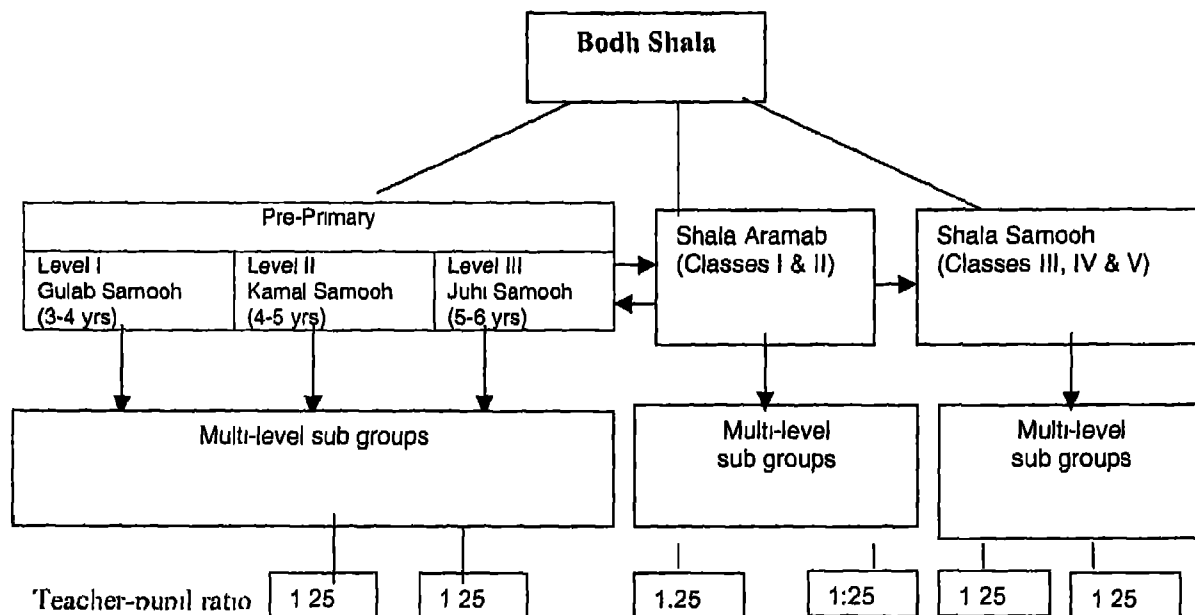 Bodh Shala
Pre-Primary
Level I
Gulab Samooh
(3-4 yrs)
Level II
Kamal Samooh
(4-5 yrs)
Level III
Juhi Samooh
(5-6 yrs)
Shala Aramab
(Classes I & II)
Shala Samooh
(Classes III, IV & V)
Multi-level sub groups
Multi-level
sub groups
Multi-level
sub groups
Teacher-pupil ratio
1 25
1 25
1.25
1:25
1 25
1 25